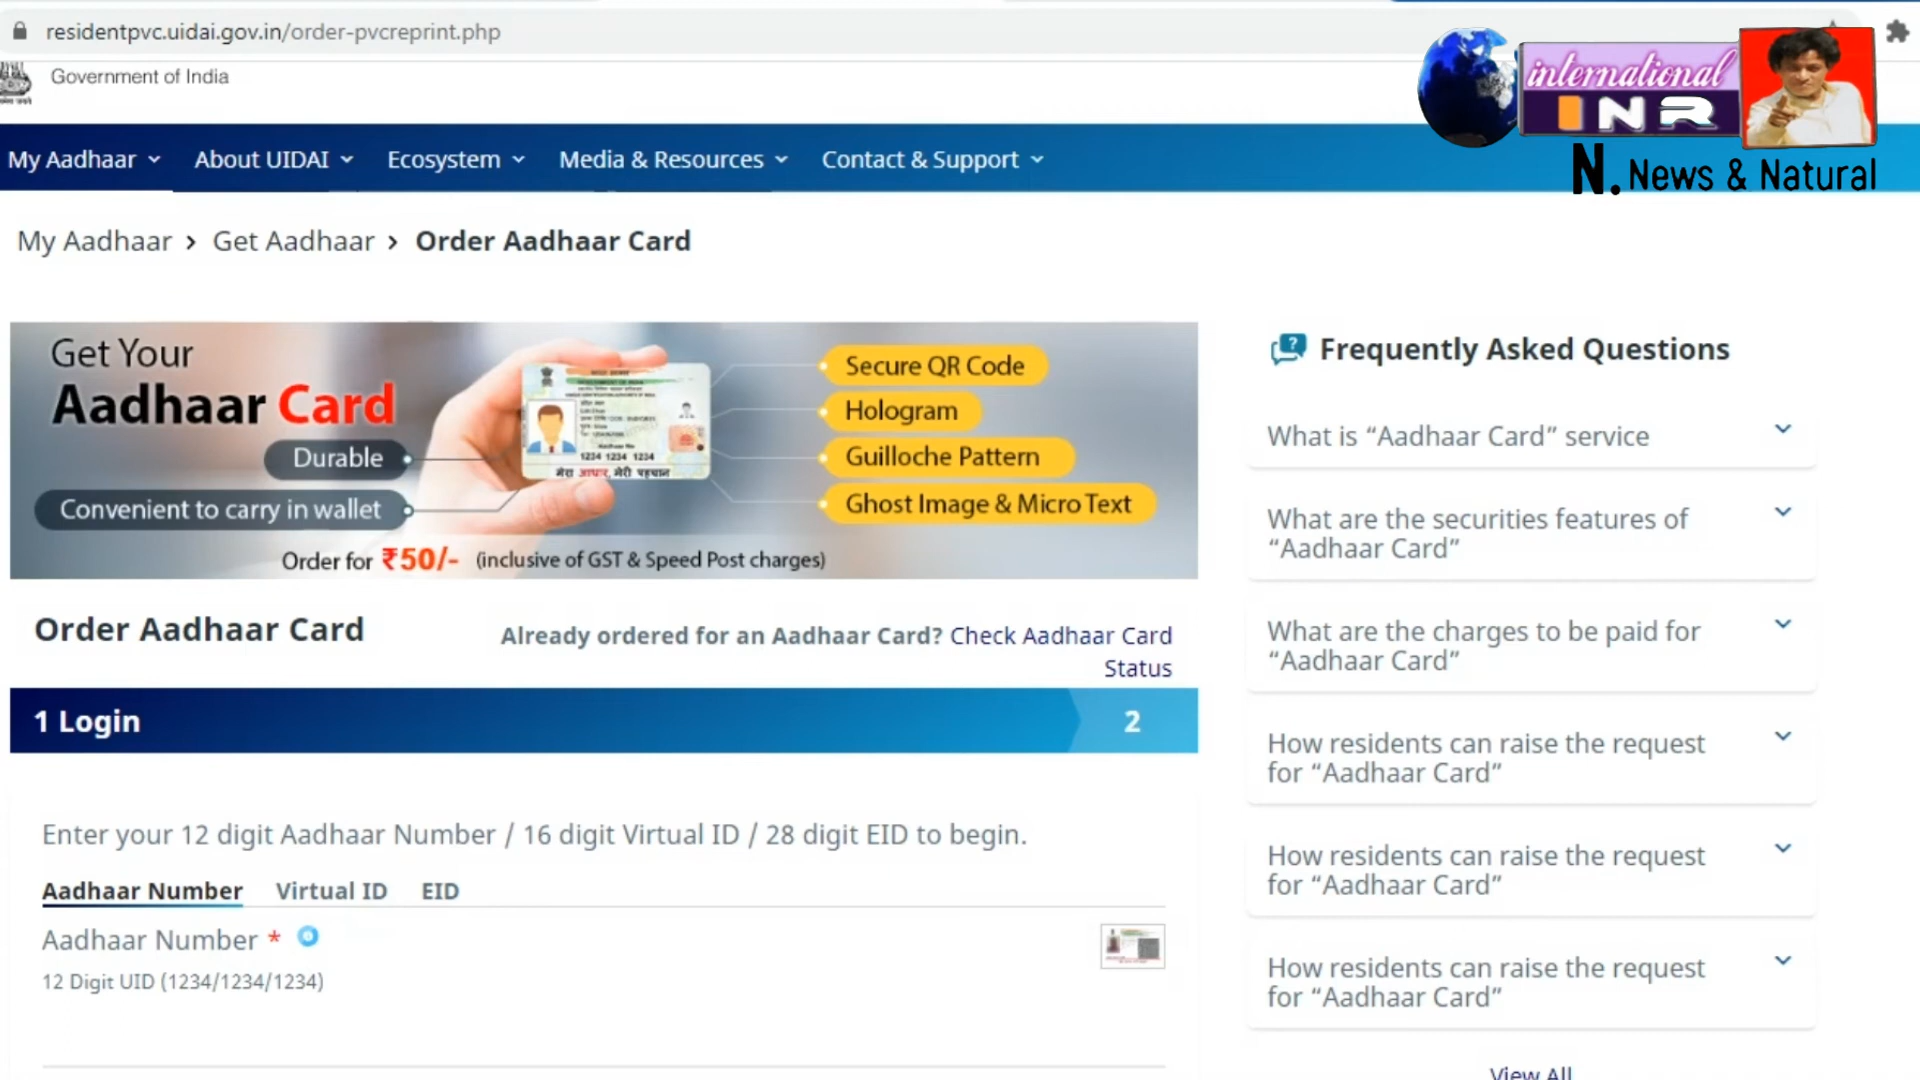 residentpvc.uidai.gov.in/order-pvcreprint.php
Government of India
international
INR
N. News & Natural
My Aadhaar
About UIDAI
Ecosystem
Media & Resources
Contact & Support
My Aadhaar > Get Aadhaar > Order Aadhaar Card
Get Your
Aadhaar Card
Durable
Convenient to carry in wallet
1234 1234 1234
मेरा आधार, मेरी पहचान
Secure QR Code
Hologram
Guilloche Pattern
Ghost Image & Micro Text
Order for ₹50/- (inclusive of GST & Speed Post charges)
Order Aadhaar Card
Already ordered for an Aadhaar Card? Check Aadhaar Card
Status
1 Login
2
Enter your 12 digit Aadhaar Number / 16 digit Virtual ID / 28 digit EID to begin.
Aadhaar Number
Virtual ID
EID
Aadhaar Number *
12 Digit UID (1234/1234/1234)
Frequently Asked Questions
What is “Aadhaar Card” service
What are the securities features of
“Aadhaar Card”
What are the charges to be paid for
“Aadhaar Card”
How residents can raise the request
for “Aadhaar Card”
How residents can raise the request
for “Aadhaar Card”
How residents can raise the request
for “Aadhaar Card”
View All